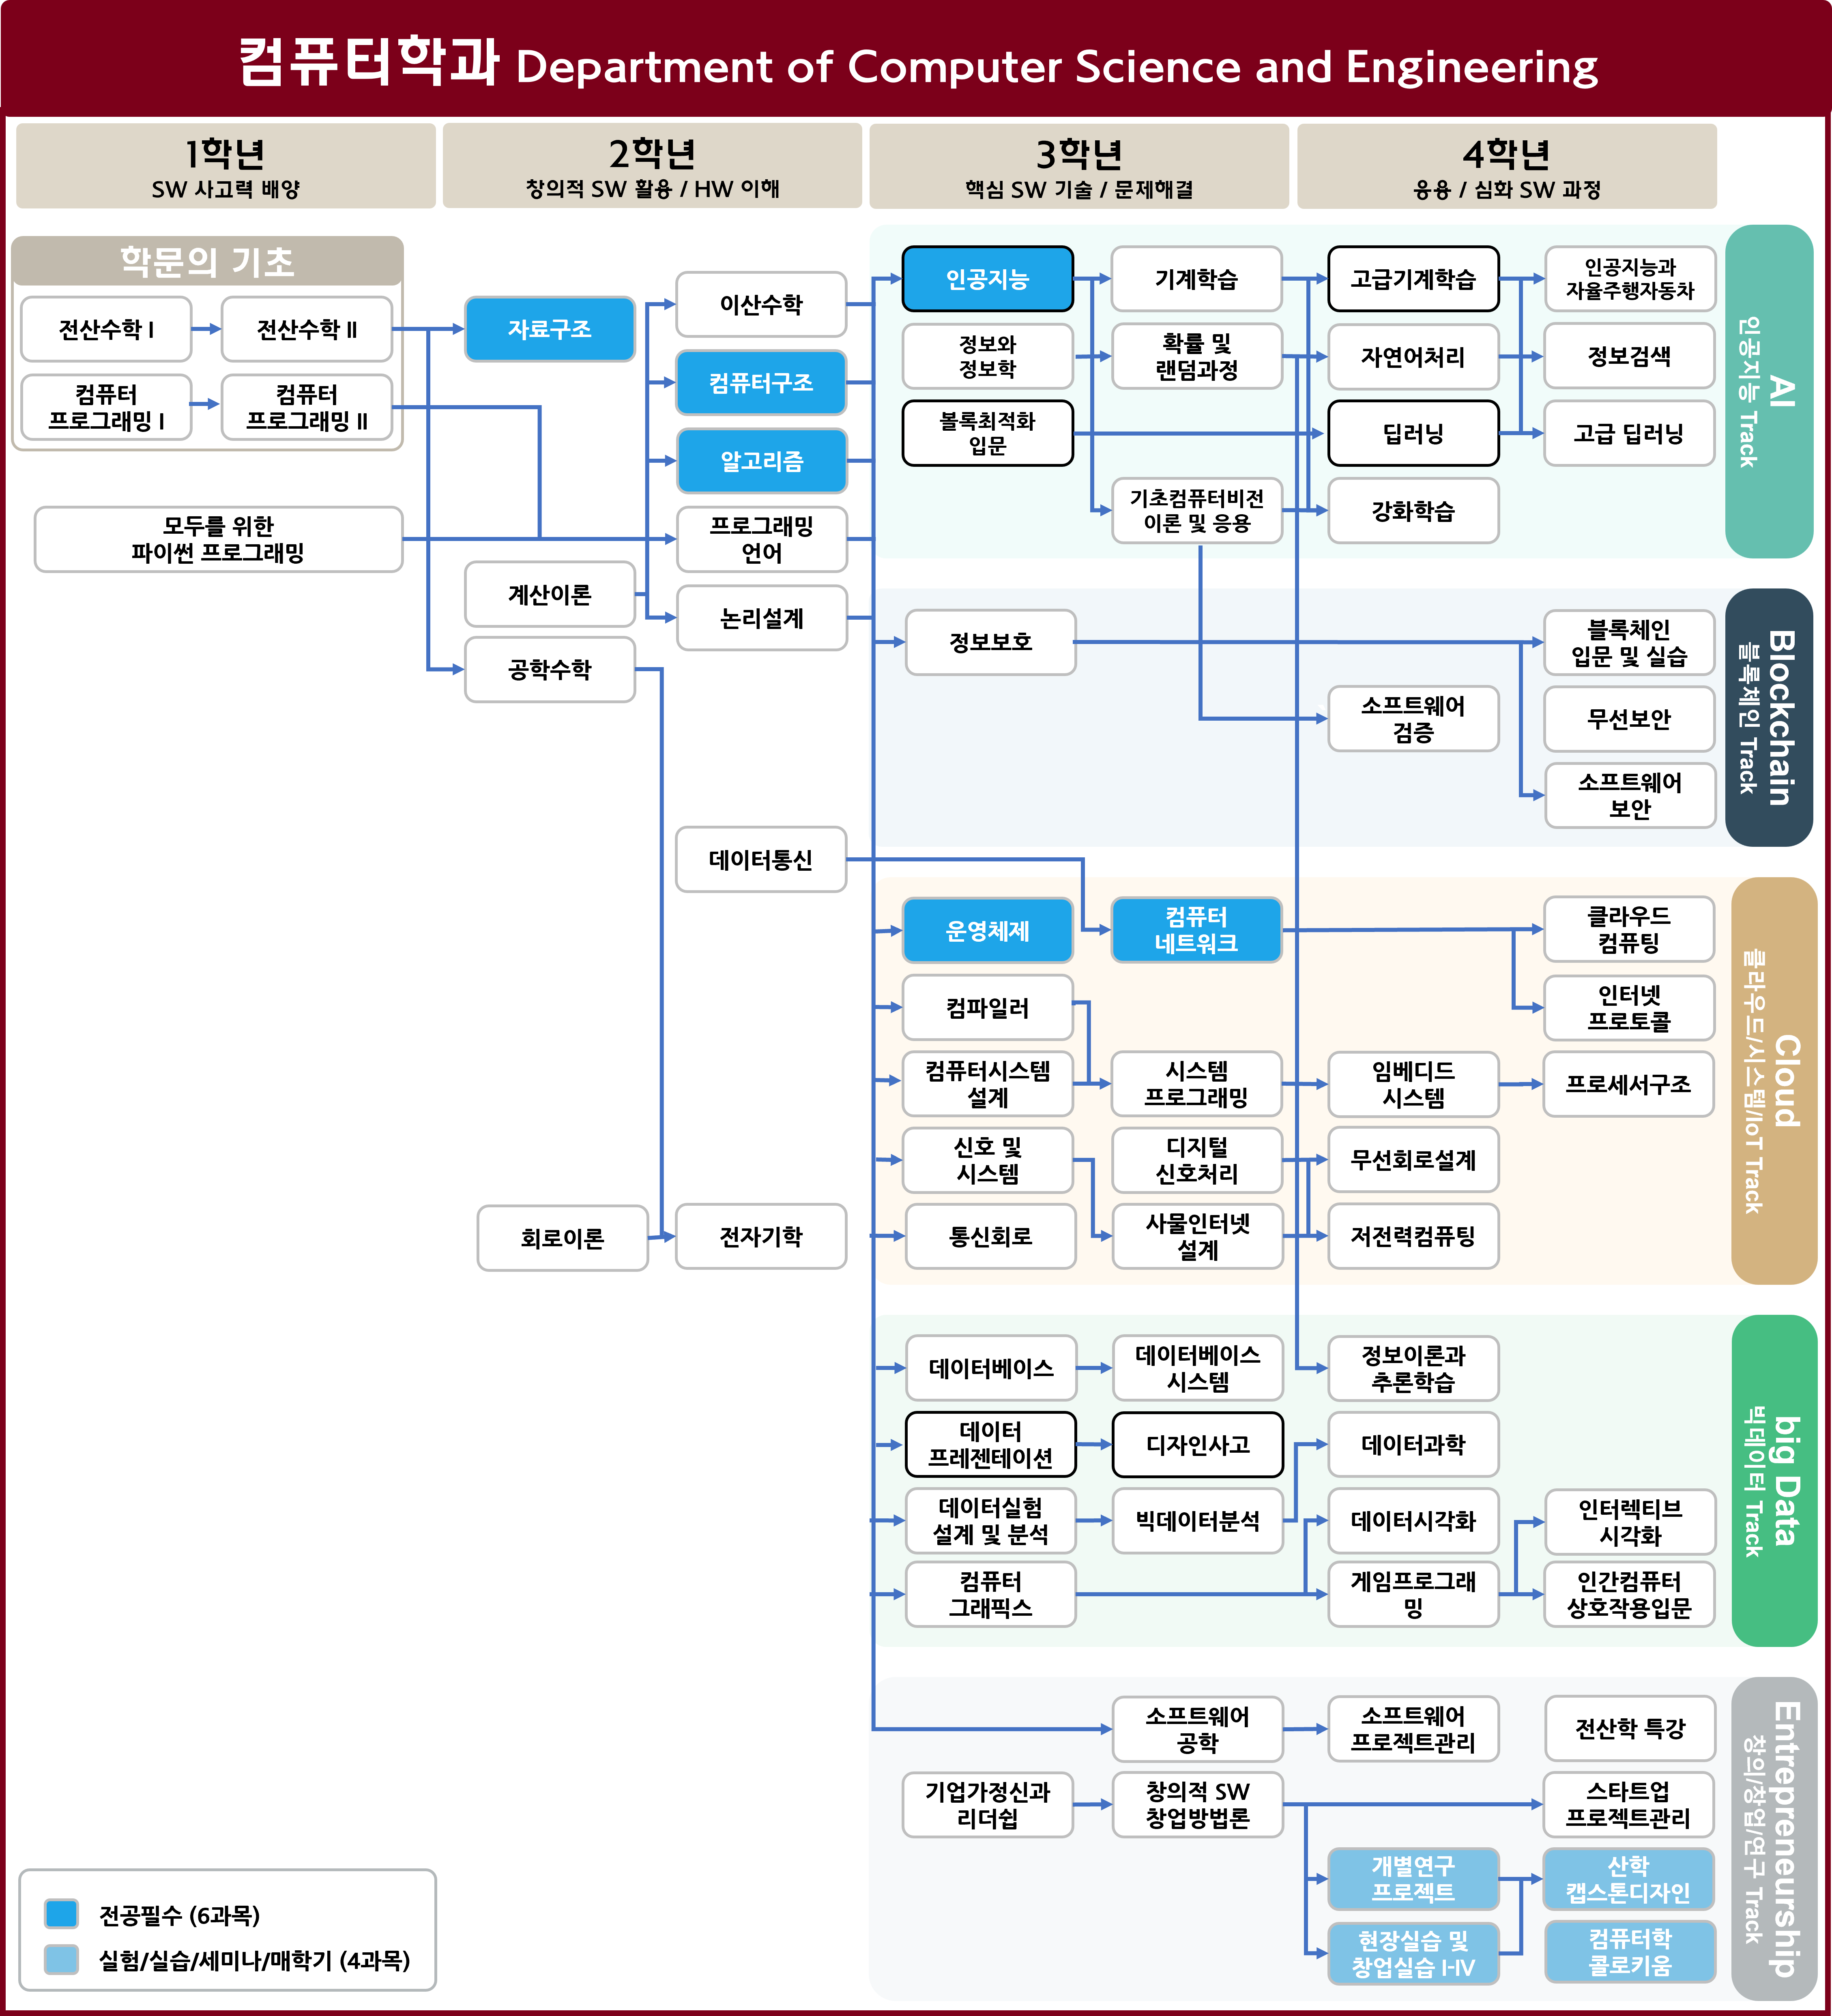 컴퓨터학과 Department of Computer Science and Engineering
1학년
SW 사고력 배양
2학년
창의적 SW 활용 / HW 이해
3학년
핵심 SW 기술 / 문제해결
4학년
응용 / 심화 SW 과정
학문의 기초
전산수학 I
전산수학 II
컴퓨터
프로그래밍 I
컴퓨터
프로그래밍 II
모두를 위한
파이썬 프로그래밍
자료구조
계산이론
공학수학
회로이론
이산수학
컴퓨터구조
알고리즘
프로그래밍
언어
논리설계
데이터통신
전자기학
인공지능
기계학습
고급기계학습
인공지능과
자율주행자동차
정보와
정보학
확률 및
랜덤과정
자연어처리
정보검색
볼록최적화
입문
딥러닝
고급 딥러닝
기초컴퓨터비전
이론 및 응용
강화학습
AI
인공지능 Track
정보보호
블록체인
입문 및 실습
소프트웨어
검증
무선보안
소프트웨어
보안
Blockchain
블록체인 Track
운영체제
컴퓨터
네트워크
클라우드
컴퓨팅
컴파일러
인터넷
프로토콜
컴퓨터시스템
설계
시스템
프로그래밍
임베디드
시스템
프로세서구조
신호 및
시스템
디지털
신호처리
무선회로설계
통신회로
사물인터넷
설계
저전력컴퓨팅
Cloud
클라우드/시스템/IoT Track
데이터베이스
데이터베이스
시스템
정보이론과
추론학습
데이터
프레젠테이션
디자인사고
데이터과학
데이터실험
설계 및 분석
빅데이터분석
데이터시각화
인터렉티브
시각화
컴퓨터
그래픽스
게임프로그래
밍
인간컴퓨터
상호작용입문
big Data
빅데이터 Track
소프트웨어
공학
소프트웨어
프로젝트관리
전산학 특강
기업가정신과
리더쉽
창의적 SW
창업방법론
스타트업
프로젝트관리
개별연구
프로젝트
산학
캡스톤디자인
현장실습 및
창업실습 I-IV
컴퓨터학
콜로키움
Entrepreneurship
창의/창업/연구 Track
전공필수 (6과목)
실험/실습/세미나/매학기 (4과목)